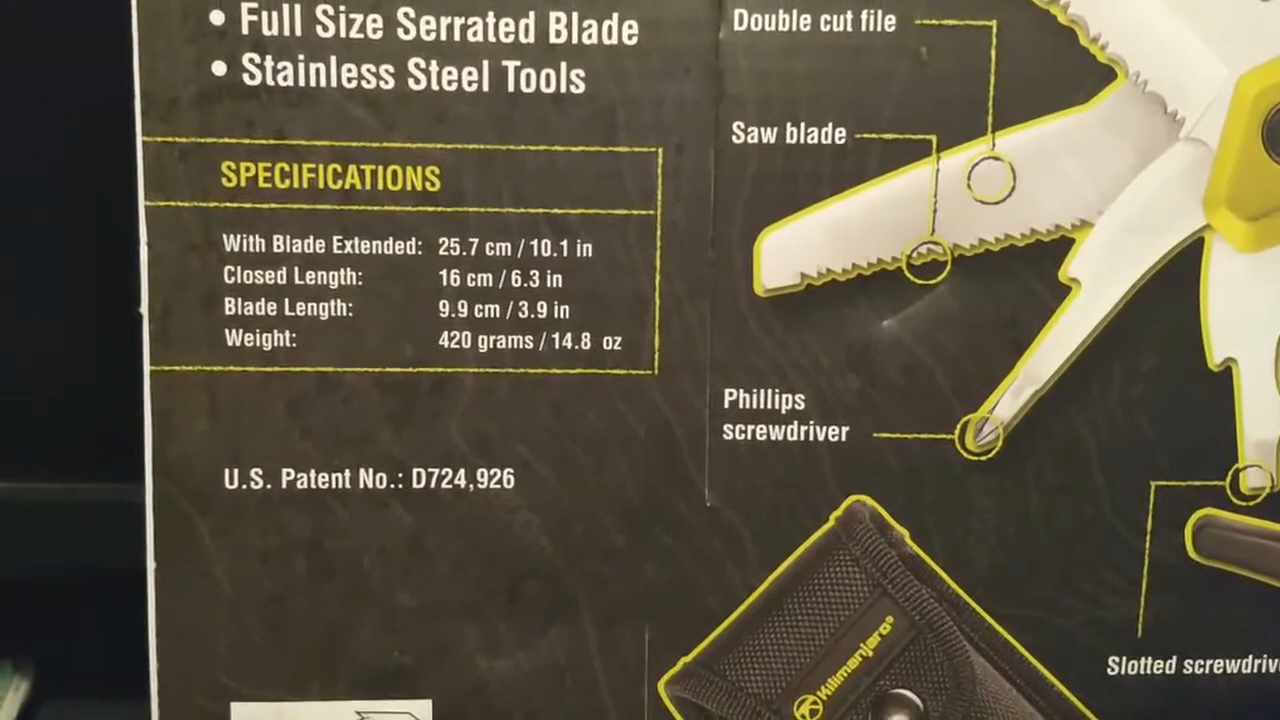 • Full Size Serrated Blade
• Stainless Steel Tools
SPECIFICATIONS
With Blade Extended: 25.7 cm / 10.1 in
Closed Length: 16 cm / 6.3 in
Blade Length: 9.9 cm / 3.9 in
Weight: 420 grams / 14.8 oz
U.S. Patent No.: D724,926
Double cut file
Saw blade
Phillips
screwdriver
Slotted
Kilimanjaro®